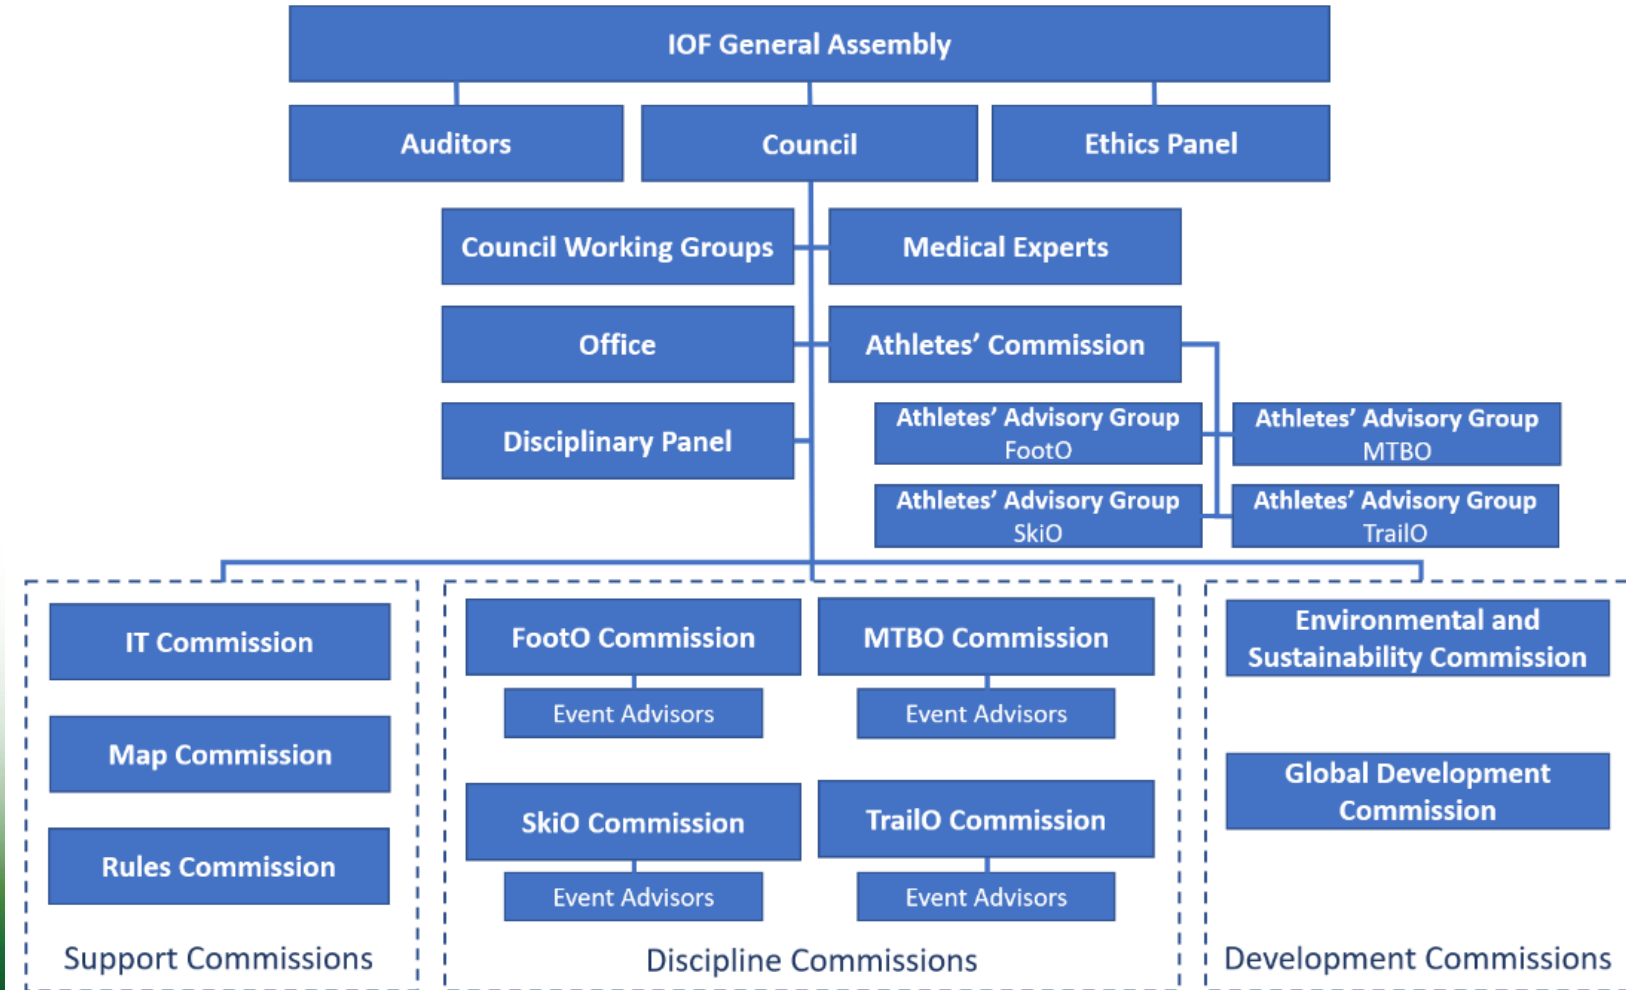 IOF General Assembly
Auditors
Council
Ethics Panel
Council Working Groups
Medical Experts
Office
Athletes’ Commission
Disciplinary Panel
Athletes’ Advisory Group
FootO
Athletes’ Advisory Group
MTBO
Athletes’ Advisory Group
SkiO
Athletes’ Advisory Group
TrailO
IT Commission
Map Commission
Rules Commission
Support Commissions
FootO Commission
Event Advisors
MTBO Commission
Event Advisors
SkiO Commission
Event Advisors
TrailO Commission
Event Advisors
Discipline Commissions
Environmental and
Sustainability Commission
Global Development
Commission
Development Commissions